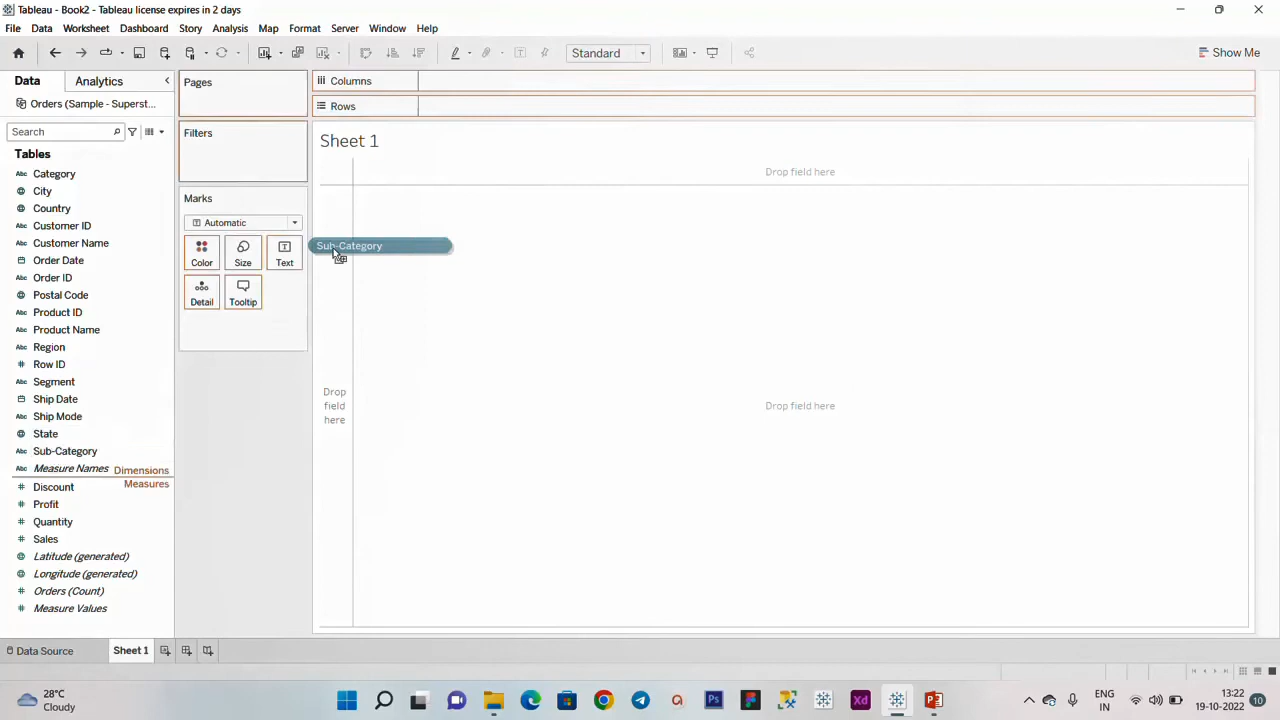 Tableau - Book2 - Tableau license expires in 2 days
File Data Worksheet Dashboard Story Analysis Map Format Server Window Help
Standard
Show Me
Data Analytics
Orders (Sample - Superst...
Search
Tables
Category
City
Country
Customer ID
Customer Name
Order Date
Order ID
Postal Code
Product ID
Product Name
Region
Row ID
Segment
Ship Date
Ship Mode
State
Sub-Category
Measure Names
Dimensions
Measures
Discount
Profit
Quantity
Sales
Latitude (generated)
Longitude (generated)
Orders (Count)
Measure Values
Pages
Filters
Marks
Automatic
Color Size Text
Detail Tooltip
Columns
Rows
Sheet 1
Drop field here
Sub-Category
Drop
field
here
Drop field here
Data Source Sheet 1
28°C
Cloudy
ENG
IN
13:22
19-10-2022
10